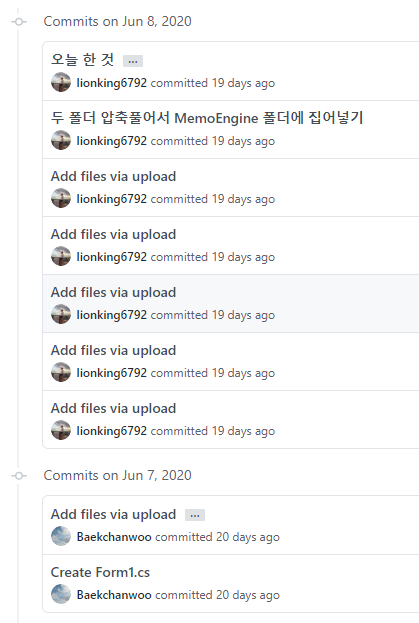 Commits on Jun 8, 2020
오늘 한 것 ...
lionking6792 committed 19 days ago
두 폴더 압축풀어서 MemoEngine 폴더에 집어넣기
lionking6792 committed 19 days ago
Add files via upload
lionking6792 committed 19 days ago
Add files via upload
lionking6792 committed 19 days ago
Add files via upload
lionking6792 committed 19 days ago
Add files via upload
lionking6792 committed 19 days ago
Add files via upload
lionking6792 committed 19 days ago
Commits on Jun 7, 2020
Add files via upload ...
Baekchanwoo committed 20 days ago
Create Form1.cs
Baekchanwoo committed 20 days ago